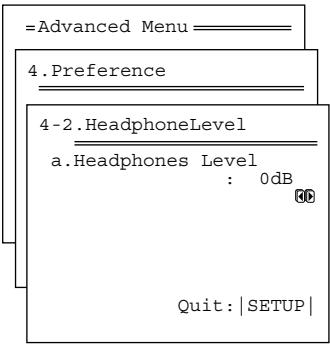 =Advanced Menu
4.Preference
4-2.HeadphoneLevel
a.Headphones Level
: 0dB
Quit:|SETUP|